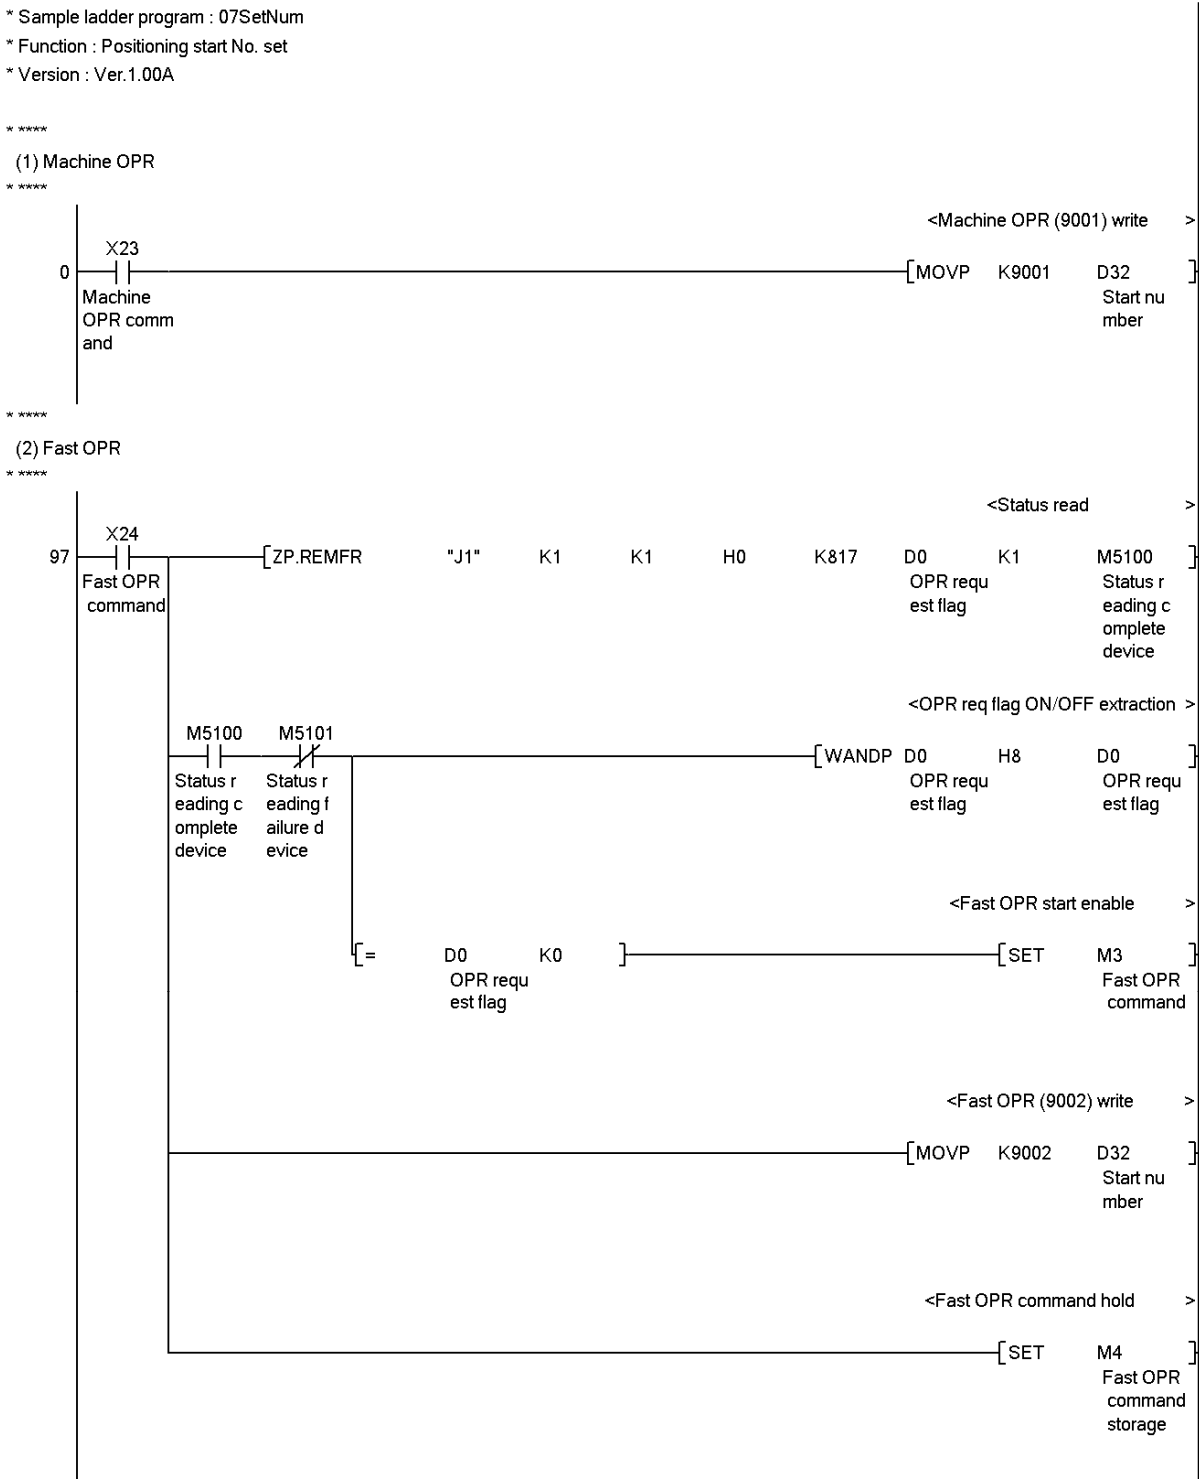 * Sample ladder program : 07SetNum
* Function : Positioning start No. set
* Version : Ver.1.00A
* ****
(1) Machine OPR
* ****
<Machine OPR (9001) write >
X23
0 [MOVP K9001 D32 ]
Machine Start nu
OPR comm mber
and
* ****
(2) Fast OPR
* ****
<Status read >
X24
97 [ZP.REMFR "J1" K1 K1 H0 K817 D0 K1 M5100 ]
Fast OPR OPR requ Status r
command est flag eading c
omplete
device
<OPR req flag ON/OFF extraction >
M5100 M5101
[WANDP D0 H8 D0 ]
Status r Status r OPR requ OPR requ
eading c eading f est flag est flag
omplete ailure d
device evice
<Fast OPR start enable >
[= D0 K0 ] [SET M3 ]
OPR requ Fast OPR
est flag command
<Fast OPR (9002) write >
[MOVP K9002 D32 ]
Start nu
mber
<Fast OPR command hold >
[SET M4 ]
Fast OPR
command
storage